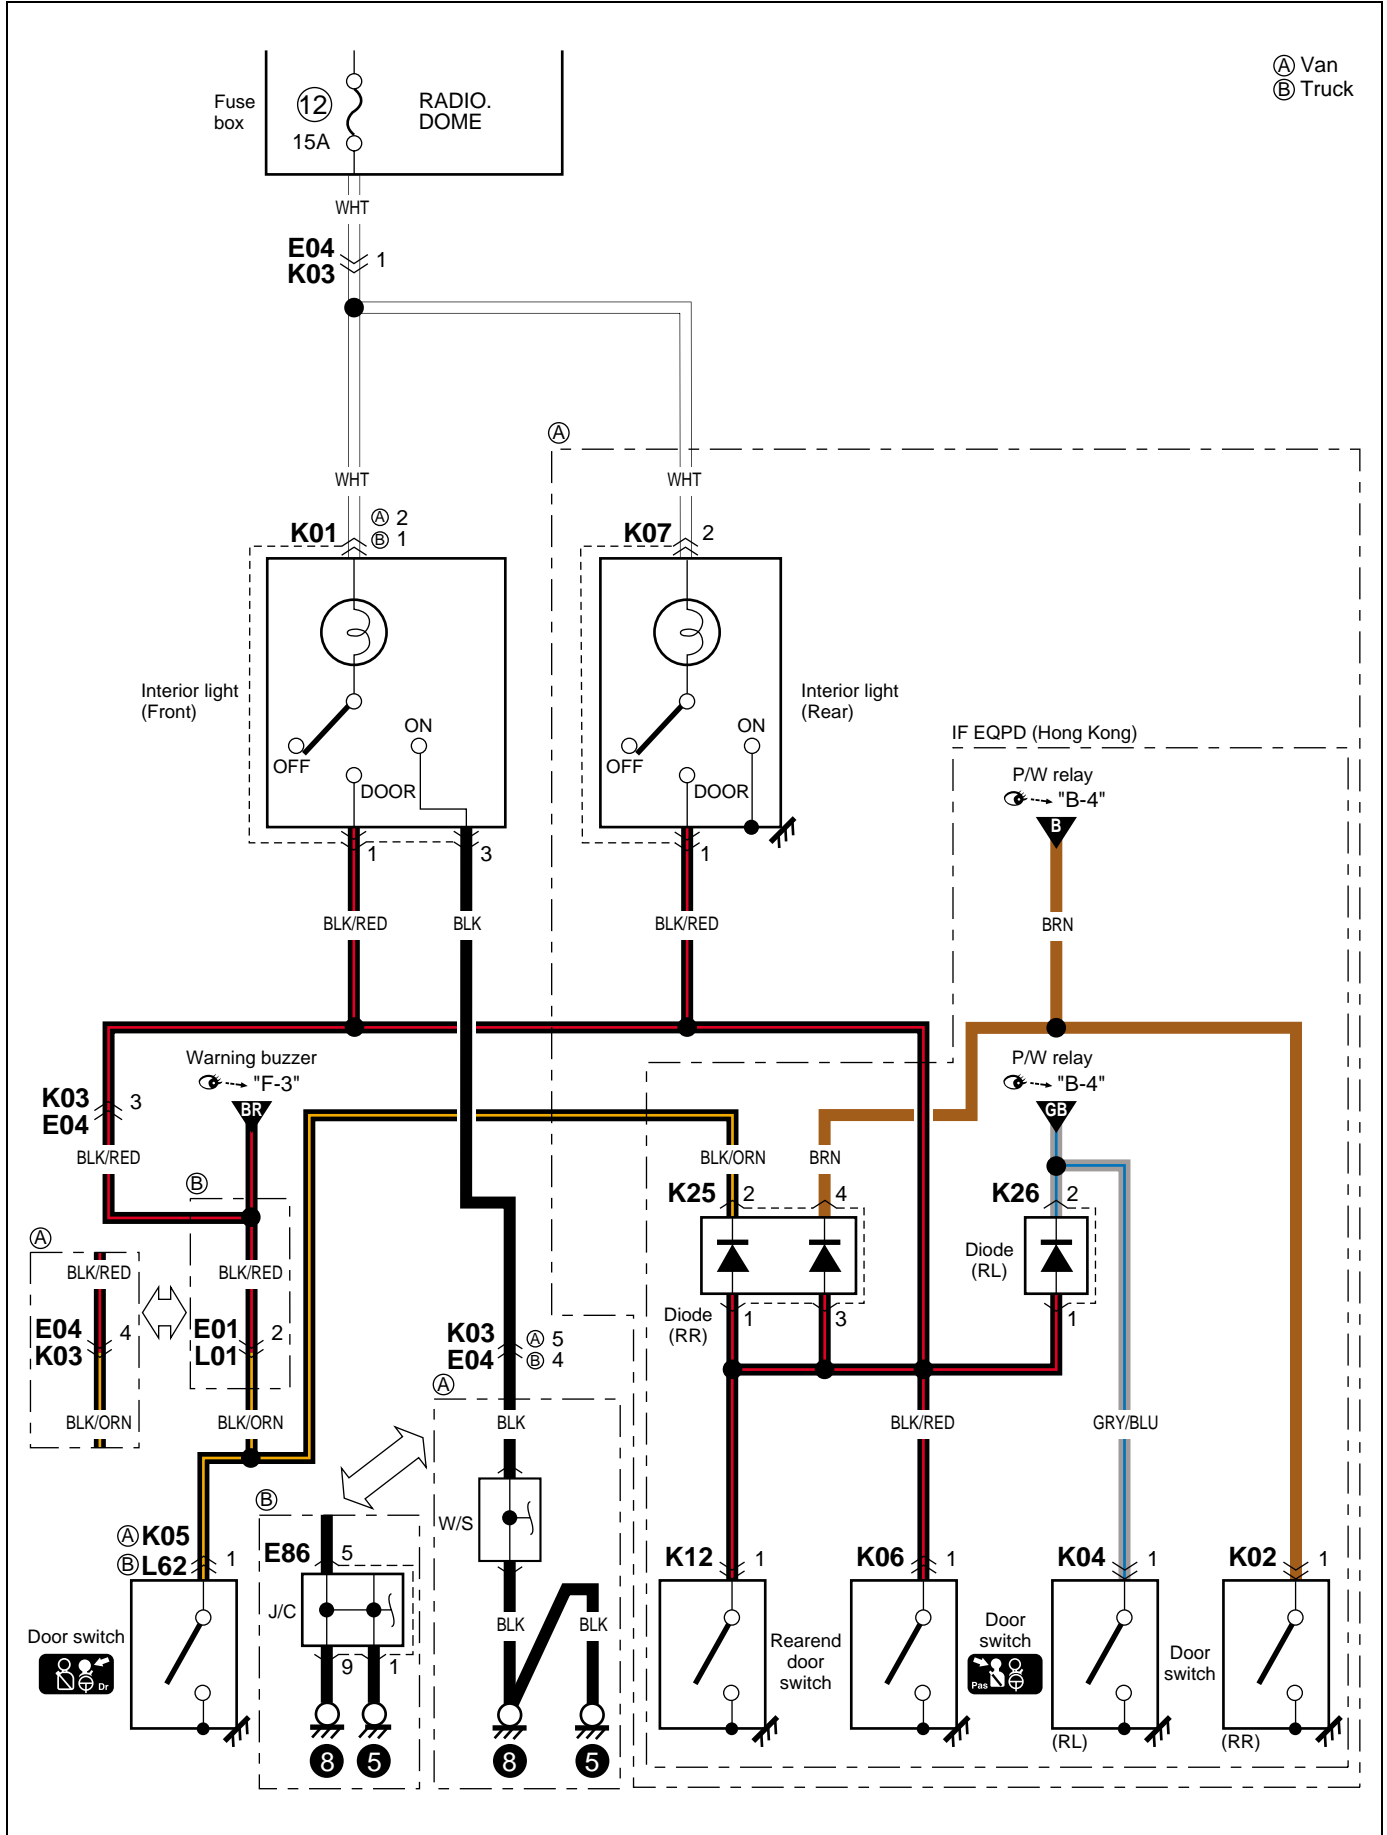 Ⓐ Van
Ⓑ Truck
Fuse
box
12
15A
RADIO.
DOME
WHT
E04
K03
1
Ⓐ
WHT
WHT
K01
Ⓐ 2
Ⓑ 1
K07
2
Interior light
(Front)
OFF
DOOR
ON
Interior light
(Rear)
OFF
DOOR
ON
IF EQPD (Hong Kong)
P/W relay
"B-4"
B
1
3
1
BLK/RED
BLK
BLK/RED
BRN
Warning buzzer
"F-3"
BR
P/W relay
"B-4"
GB
K03
E04
3
BLK/RED
BLK/ORN
BRN
Ⓑ
K25
2
4
K26
2
Ⓐ
BLK/RED
BLK/RED
Diode
(RL)
E04
K03
4
E01
L01
2
K03
E04
Ⓐ 5
Ⓑ 4
Diode
(RR)
1
3
1
Ⓐ
BLK/ORN
BLK/ORN
BLK
BLK/RED
GRY/BLU
Ⓑ
W/S
Ⓐ K05
Ⓑ L62
1
E86
5
K12
1
K06
1
K04
1
K02
1
J/C
BLK
BLK
Door switch
Dr
9
1
Rearend
door
switch
Door
switch
Pas
Door
switch
(RL)
(RR)
8
5
8
5